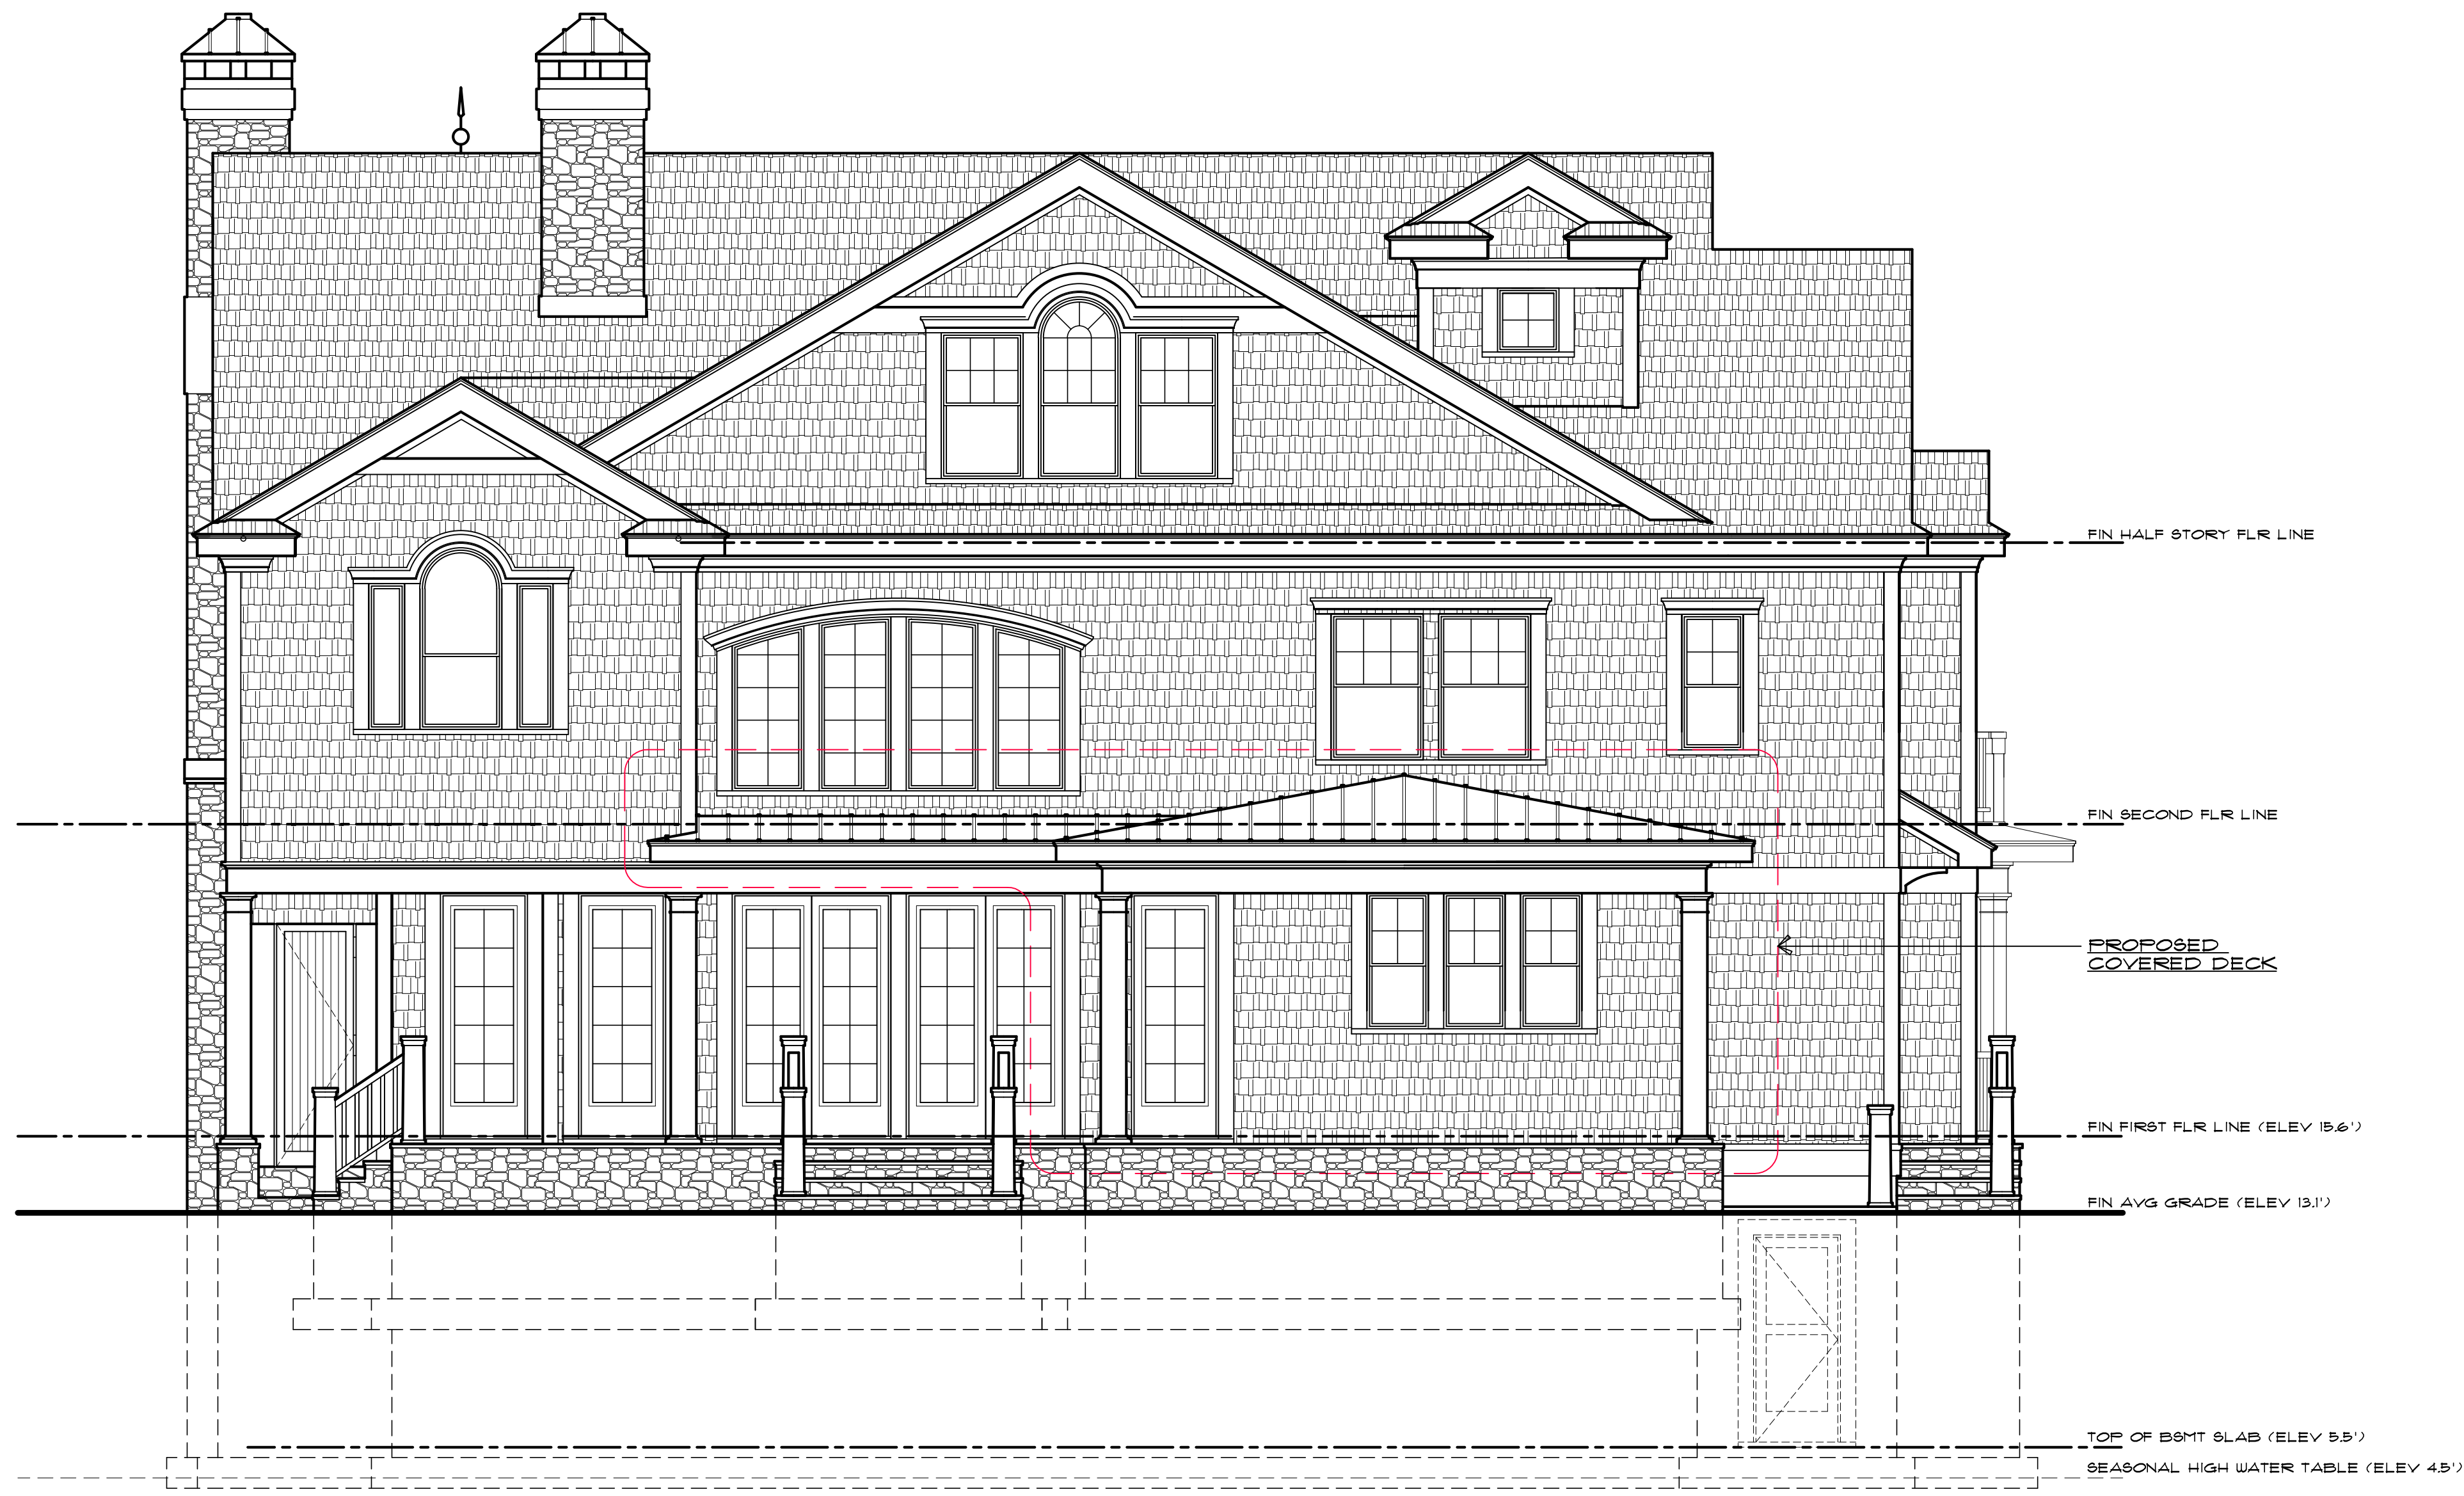 FIN HALF STORY FLR LINE
FIN SECOND FLR LINE
PROPOSED
COVERED DECK
FIN FIRST FLR LINE (ELEV 15.6')
FIN AVG GRADE (ELEV 13.1')
TOP OF BSMT SLAB (ELEV 5.5')
SEASONAL HIGH WATER TABLE (ELEV 4.5')